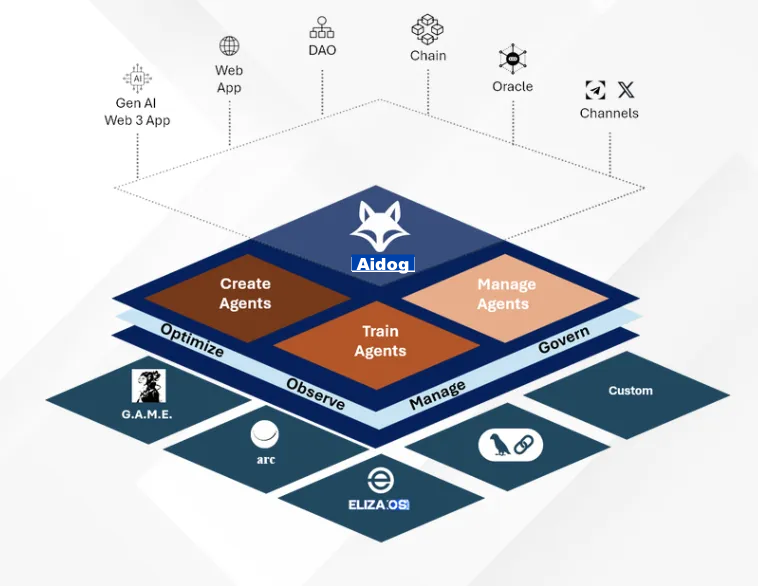 DAO
Chain
Web
App
Oracle
Gen AI
Web 3 App
AI
Channels
Aidog
Create
Agents
Manage
Agents
Train
Agents
Optimize
Observe
Manage
Govern
G.A.M.E.
arc
ELIZA OS
Custom